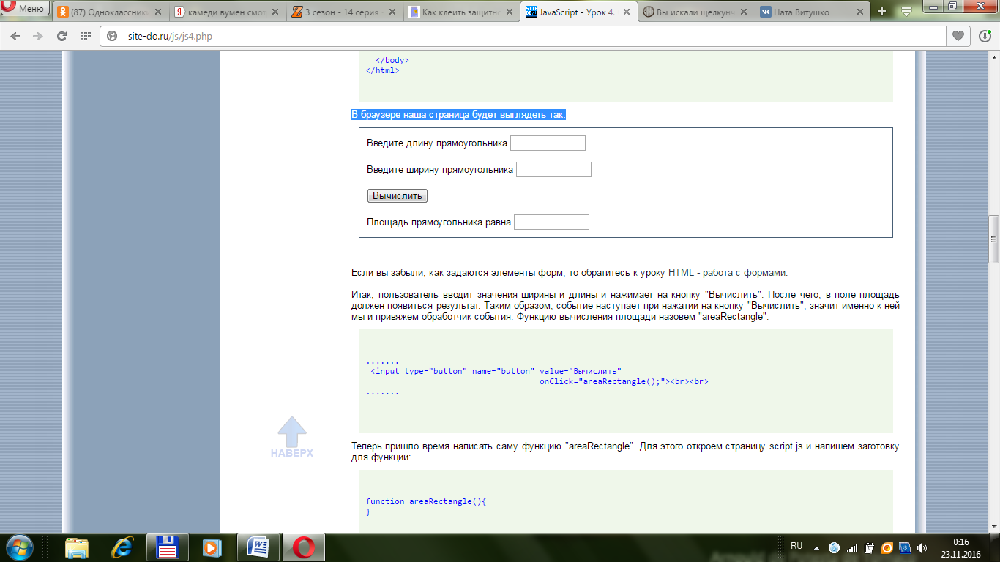 Меню
(87) Одноклассники
камеди вумен смот
3 сезон - 14 серия
Как клеить защитно
JavaScript - Урок 4.
Вы искали щелкунч
Ната Витушко
site-do.ru/js/js4.php
</body>
</html>
В браузере наша страница будет выглядеть так:
Введите длину прямоугольника
Введите ширину прямоугольника
Вычислить
Площадь прямоугольника равна
Если вы забыли, как задаются элементы форм, то обратитесь к уроку HTML - работа с формами.
Итак, пользователь вводит значения ширины и длины и нажимает на кнопку "Вычислить". После чего, в поле площадь
должен появиться результат. Таким образом, событие наступает при нажатии на кнопку "Вычислить", значит именно к ней
мы и привяжем обработчик события. Функцию вычисления площади назовем "areaRectangle":
.......
<input type="button" name="button" value="Вычислить"
onClick="areaRectangle();"><br><br>
.......
НАВЕРХ
Теперь пришло время написать саму функцию "areaRectangle". Для этого откроем страницу script.js и напишем заготовку
для функции:
function areaRectangle(){
}
RU
0:16
23.11.2016